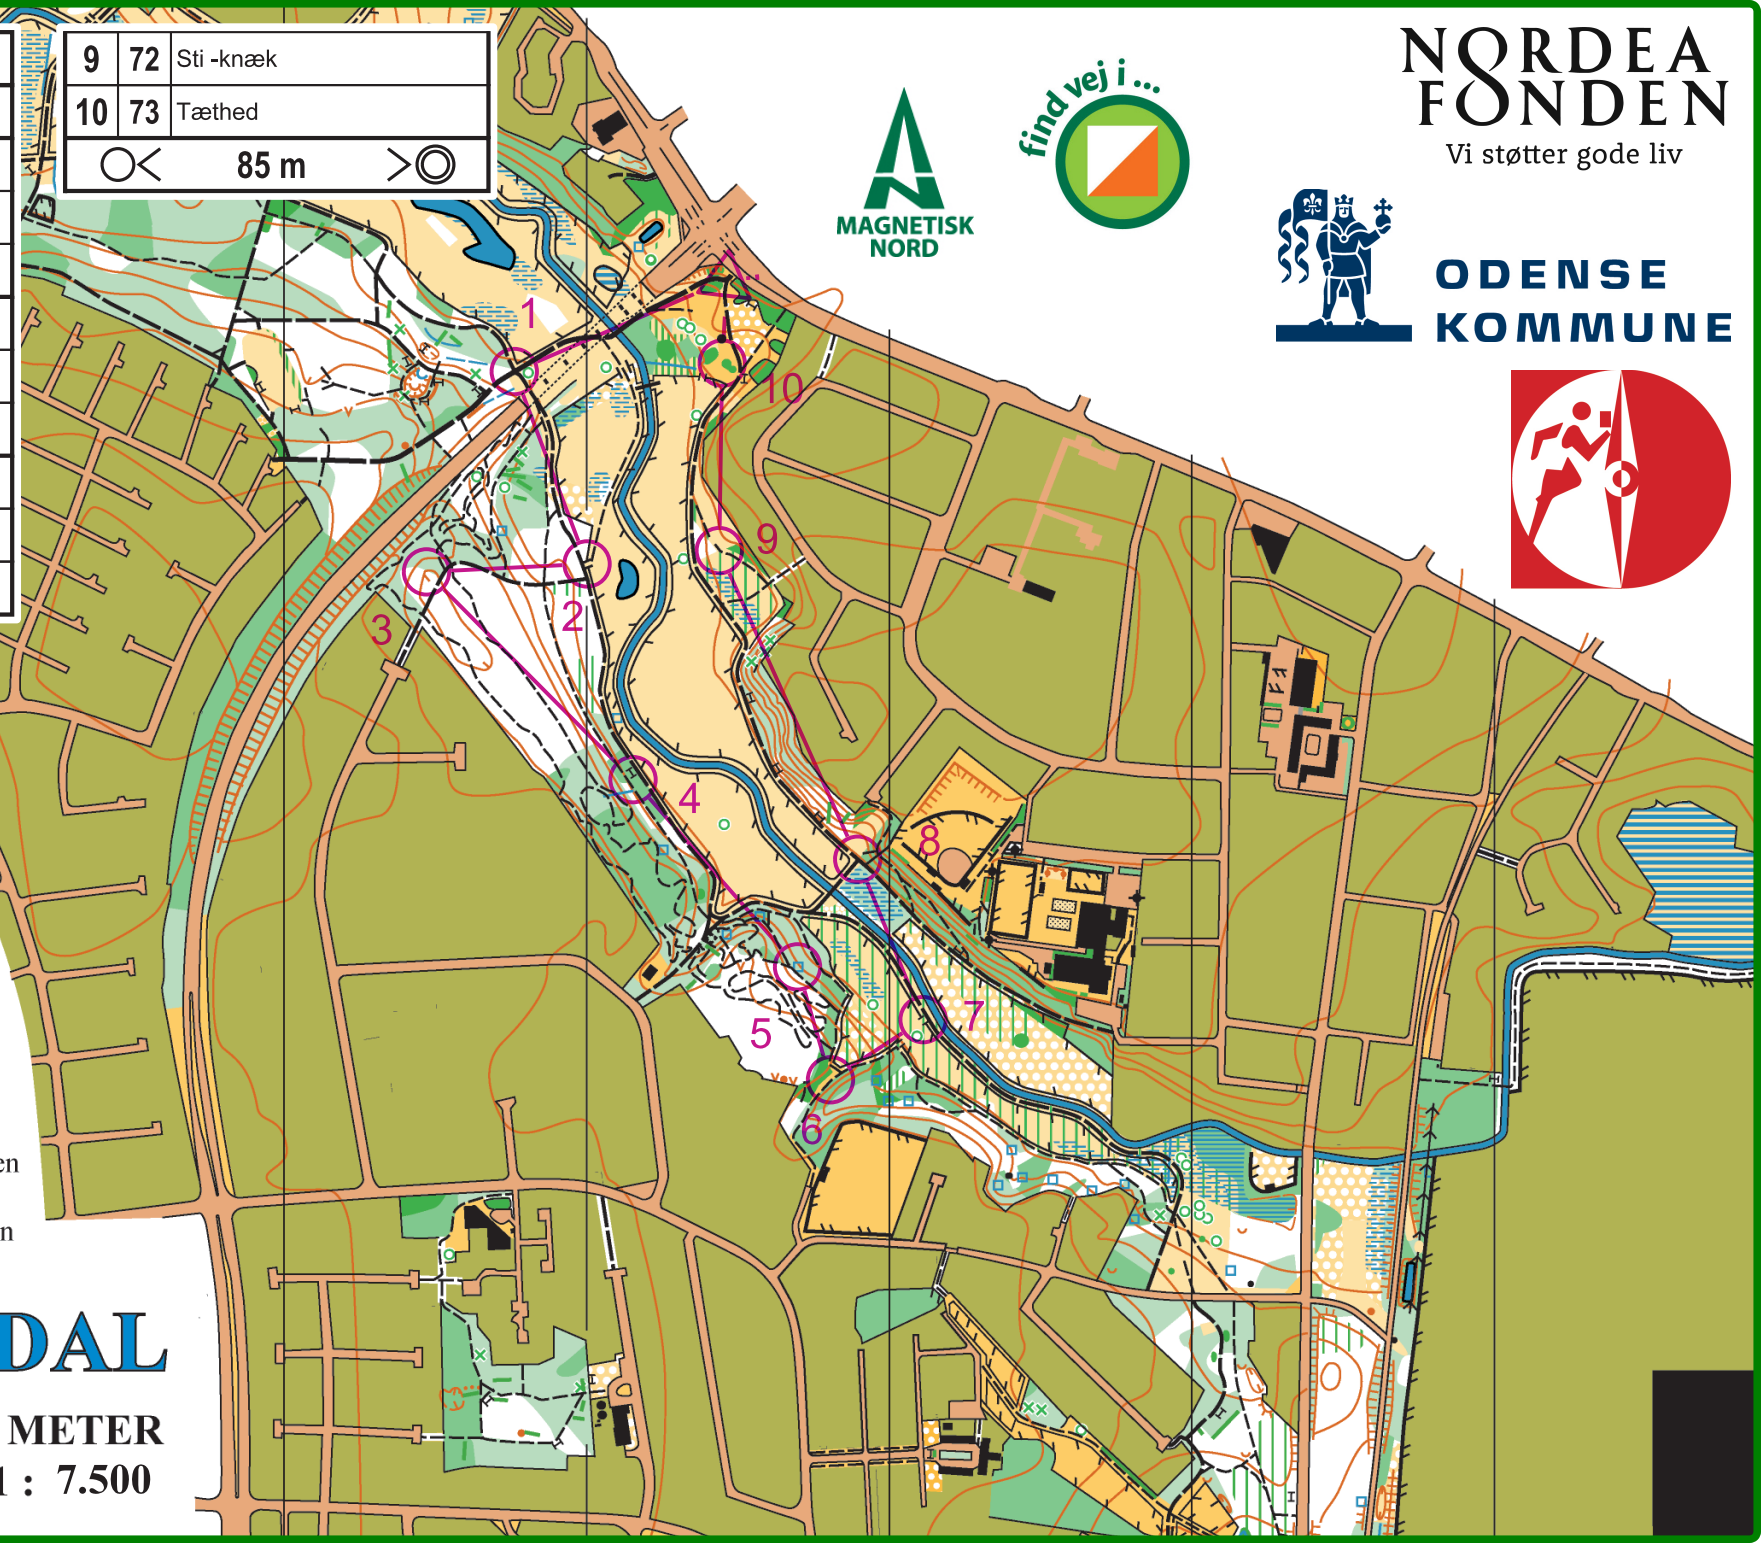 9 72 Sti -knæk
10 73 Tæthed
85 m
MAGNETISK
NORD
find vej i ...
NORDEA
FONDEN
Vi støtter gode liv
ODENSE
KOMMUNE
1
10
9
2
3
4
8
7
5
6
en
n
DAL
METER
1 : 7.500